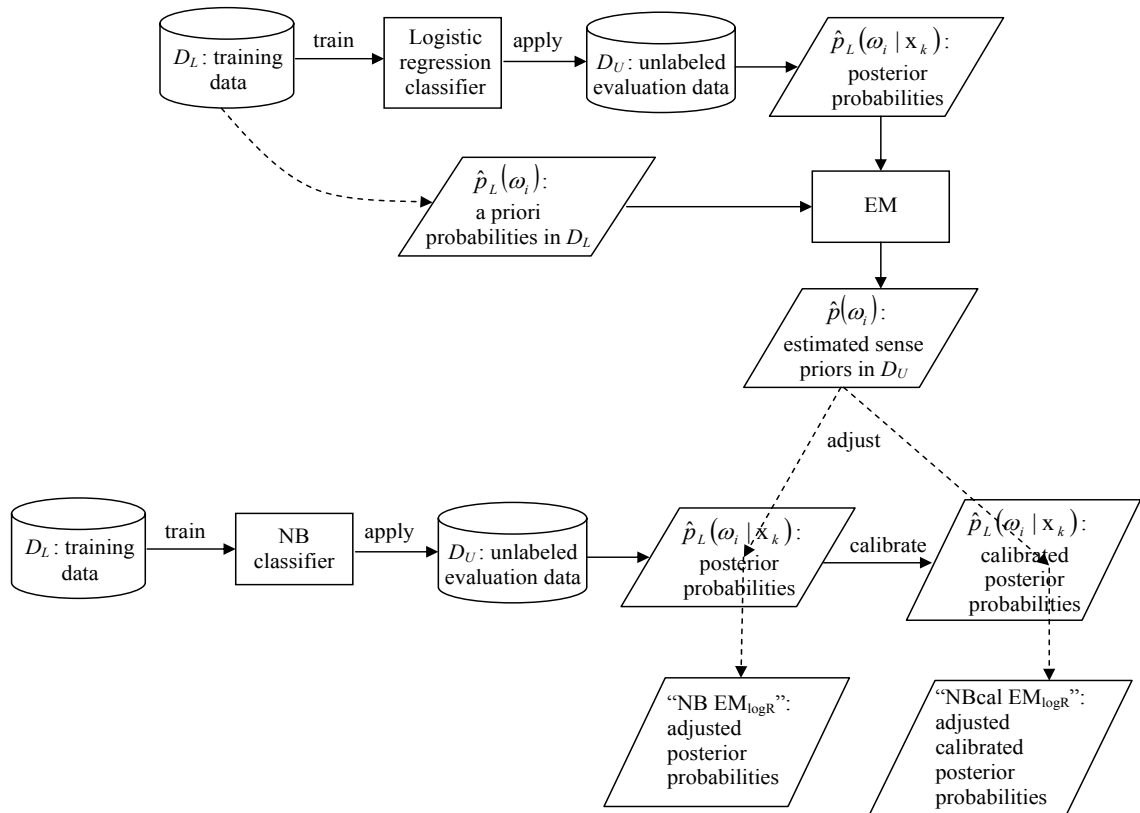 D_L: training
data
train
Logistic
regression
classifier
apply
D_U: unlabeled
evaluation data
p̂_L(ω_i | x_k):
posterior
probabilities
p̂_L(ω_i):
a priori
probabilities in D_L
EM
p̂(ω_i):
estimated sense
priors in D_U
adjust
D_L: training
data
train
NB
classifier
apply
D_U: unlabeled
evaluation data
p̂_L(ω_i | x_k):
posterior
probabilities
calibrate
p̂_L(ω_i | x_k):
calibrated
posterior
probabilities
“NB EM_logR”:
adjusted
posterior
probabilities
“NBcal EM_logR”:
adjusted
calibrated
posterior
probabilities